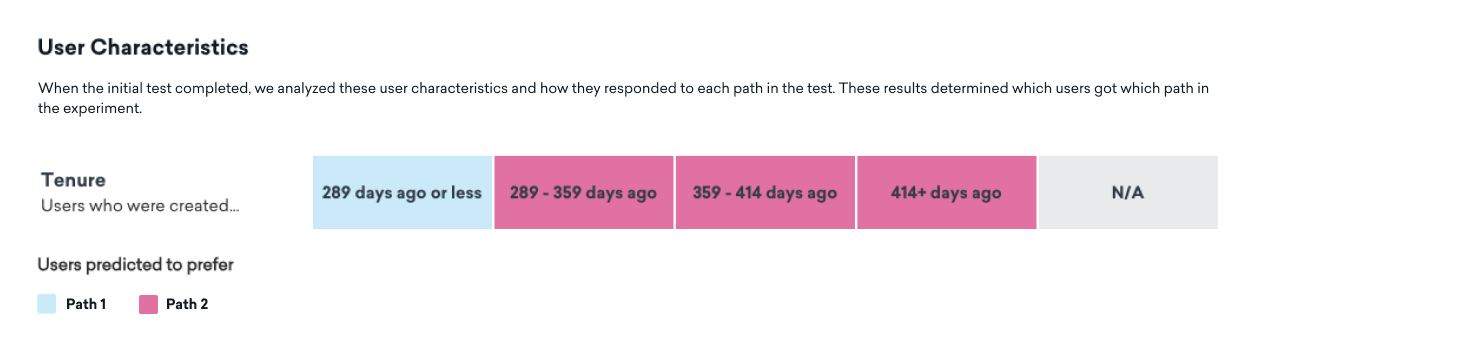 User Characteristics
When the initial test completed, we analyzed these user characteristics and how they responded to each path in the test. These results determined which users got which path in
the experiment.
Tenure
Users who were created...
289 days ago or less
289 - 359 days ago
359 - 414 days ago
414+ days ago
N/A
Users predicted to prefer
Path 1
Path 2